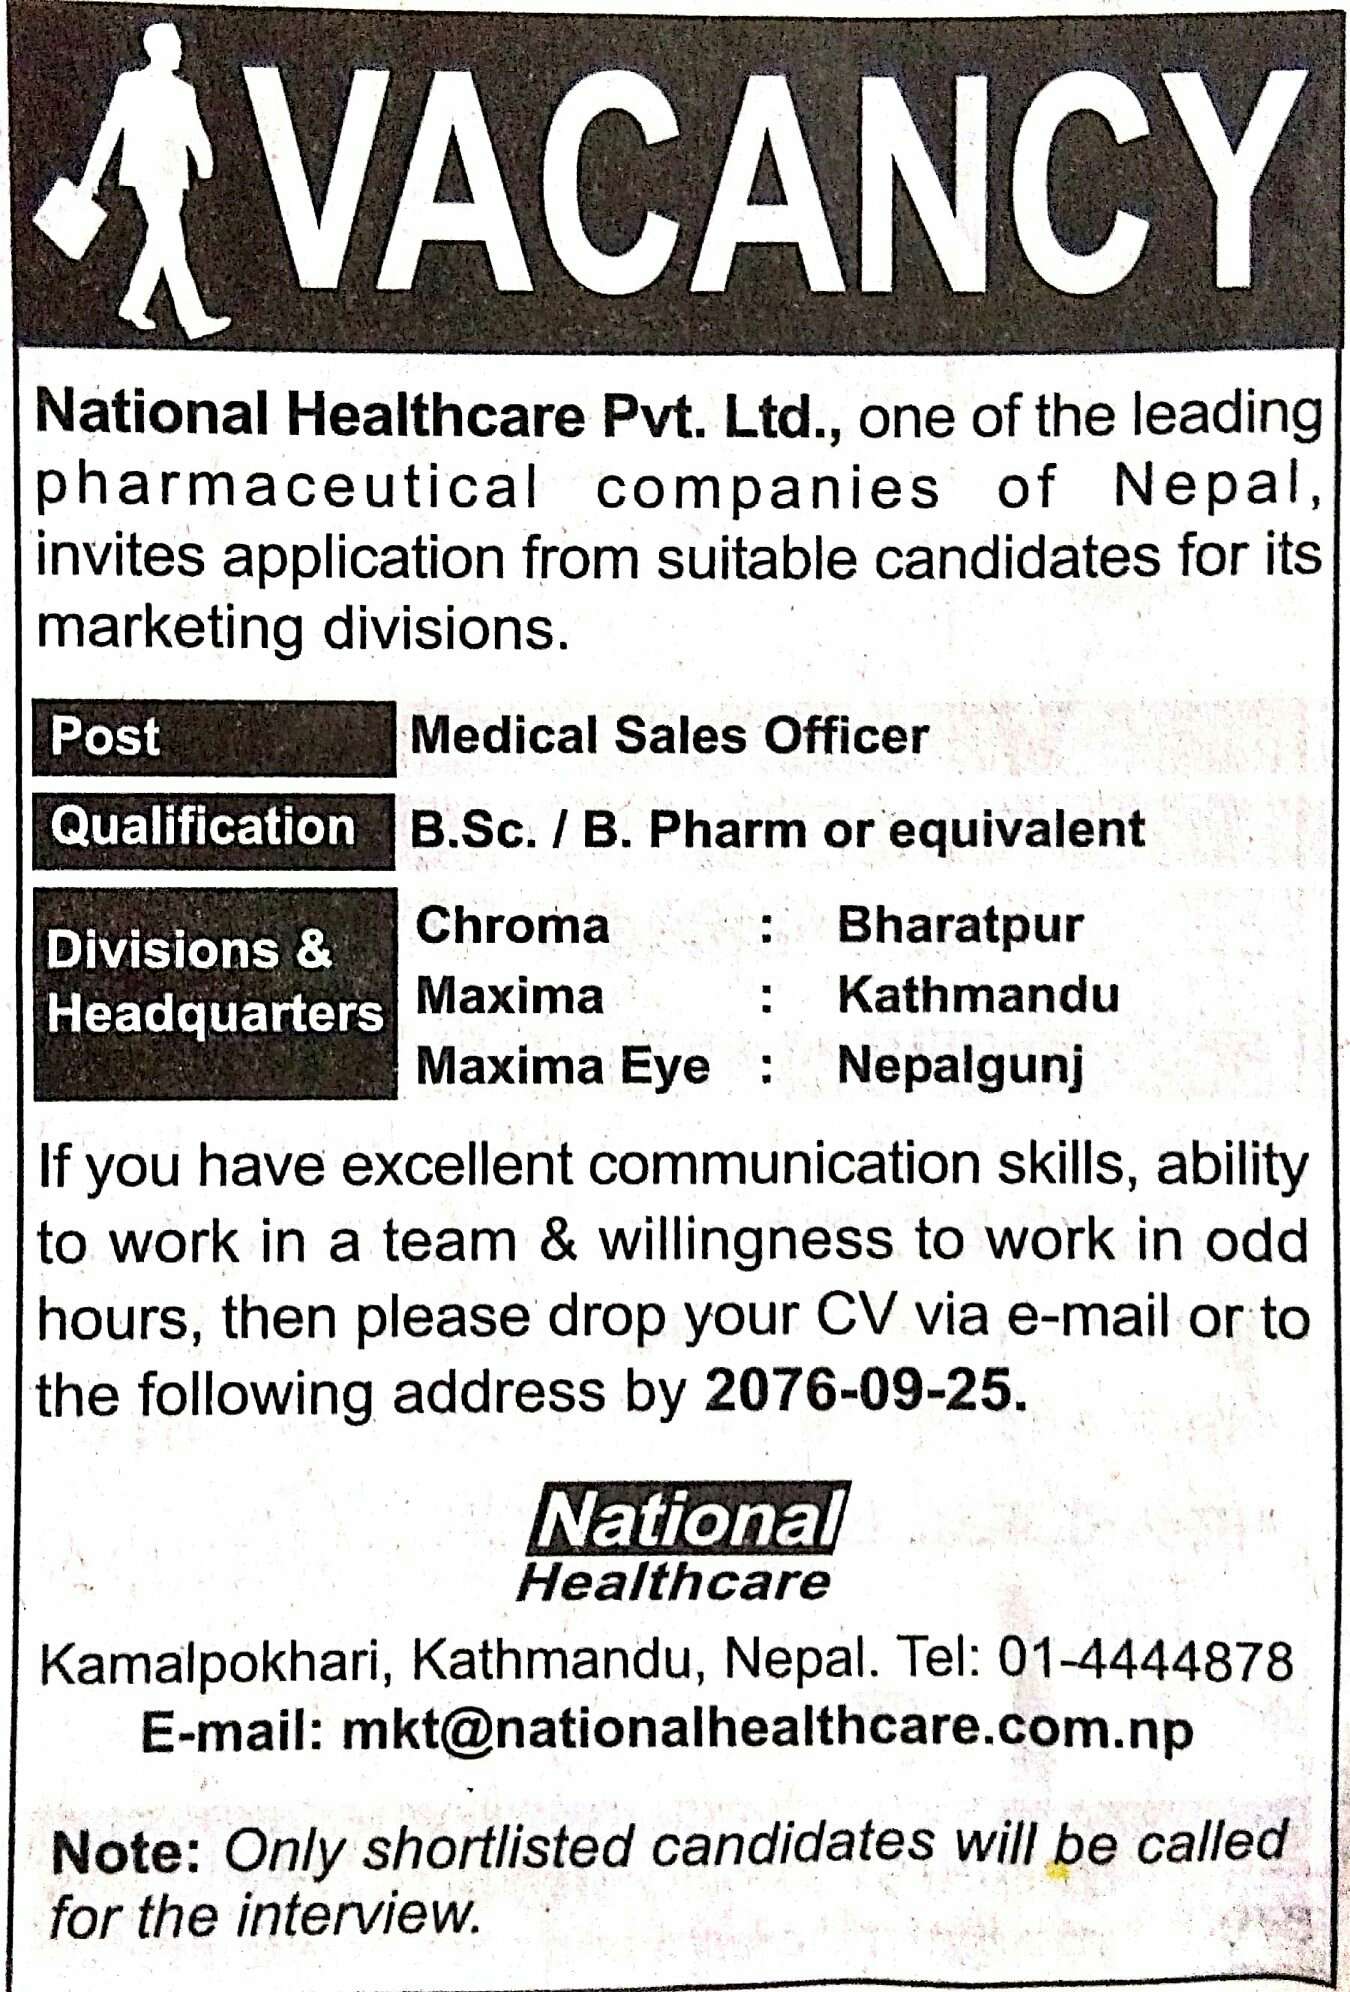 VACANCY
National Healthcare Pvt. Ltd., one of the leading
pharmaceutical companies of Nepal,
invites application from suitable candidates for its
marketing divisions.
Post Medical Sales Officer
Qualification B.Sc. / B. Pharm or equivalent
Divisions & Headquarters
Chroma : Bharatpur
Maxima : Kathmandu
Maxima Eye : Nepalgunj
If you have excellent communication skills, ability
to work in a team & willingness to work in odd
hours, then please drop your CV via e-mail or to
the following address by 2076-09-25.
National
Healthcare
Kamalpokhari, Kathmandu, Nepal. Tel: 01-4444878
E-mail: mkt@nationalhealthcare.com.np
Note: Only shortlisted candidates will be called
for the interview.